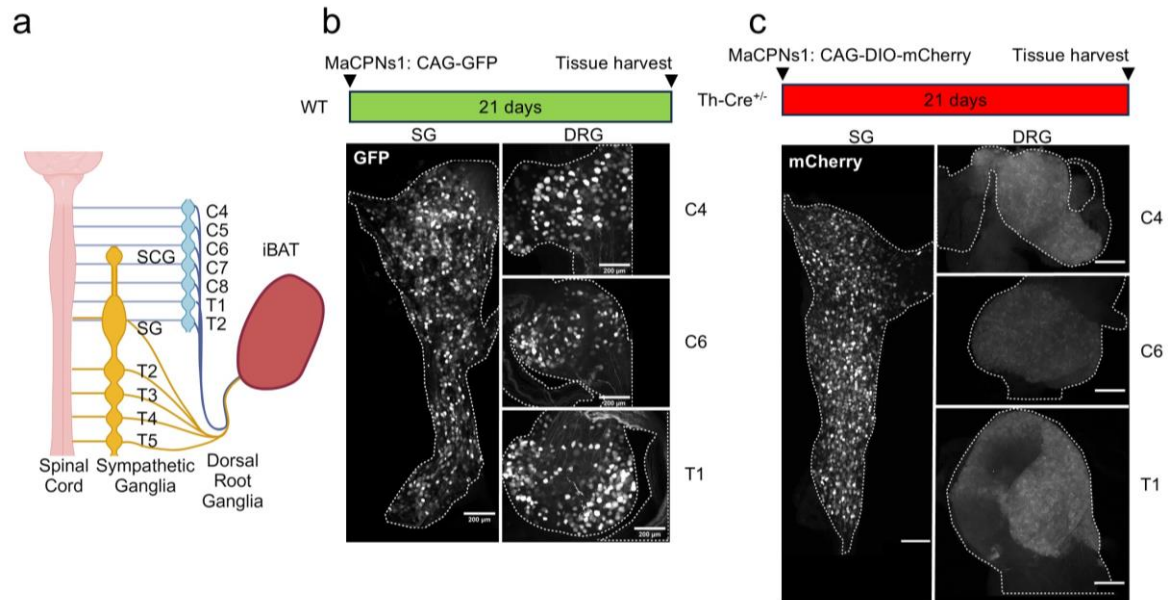 a
C4
C5
C6
SCG
C7
iBAT
C8
T1
SG
T2
T2
T3
T4
T5
Spinal
Cord
Sympathetic
Ganglia
Dorsal
Root
Ganglia
b
MaCPNs1: CAG-GFP
Tissue harvest
WT
21 days
SG
DRG
GFP
C4
200 µm
C6
200 µm
T1
200 µm
200 µm
c
MaCPNs1: CAG-DIO-mCherry
Tissue harvest
Th-Cre+/-
21 days
SG
DRG
mCherry
C4
C6
T1